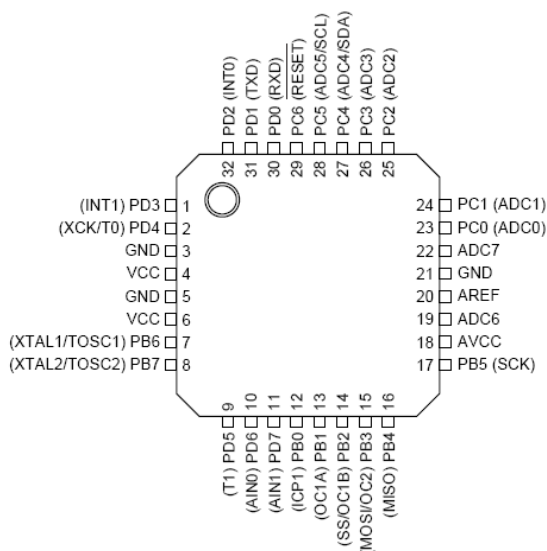 PD2 (INT0)
PD1 (TXD)
PD0 (RXD)
PC6 (RESET)
PC5 (ADC5/SCL)
PC4 (ADC4/SDA)
PC3 (ADC3)
PC2 (ADC2)
32 31 30 29 28 27 26 25
(INT1) PD3 1
(XCK/T0) PD4 2
GND 3
VCC 4
GND 5
VCC 6
(XTAL1/TOSC1) PB6 7
(XTAL2/TOSC2) PB7 8
24 PC1 (ADC1)
23 PC0 (ADC0)
22 ADC7
21 GND
20 AREF
19 ADC6
18 AVCC
17 PB5 (SCK)
9 10 11 12 13 14 15 16
(T1) PD5
(AIN0) PD6
(AIN1) PD7
(ICP1) PB0
(OC1A) PB1
(SS/OC1B) PB2
(MOSI/OC2) PB3
(MISO) PB4